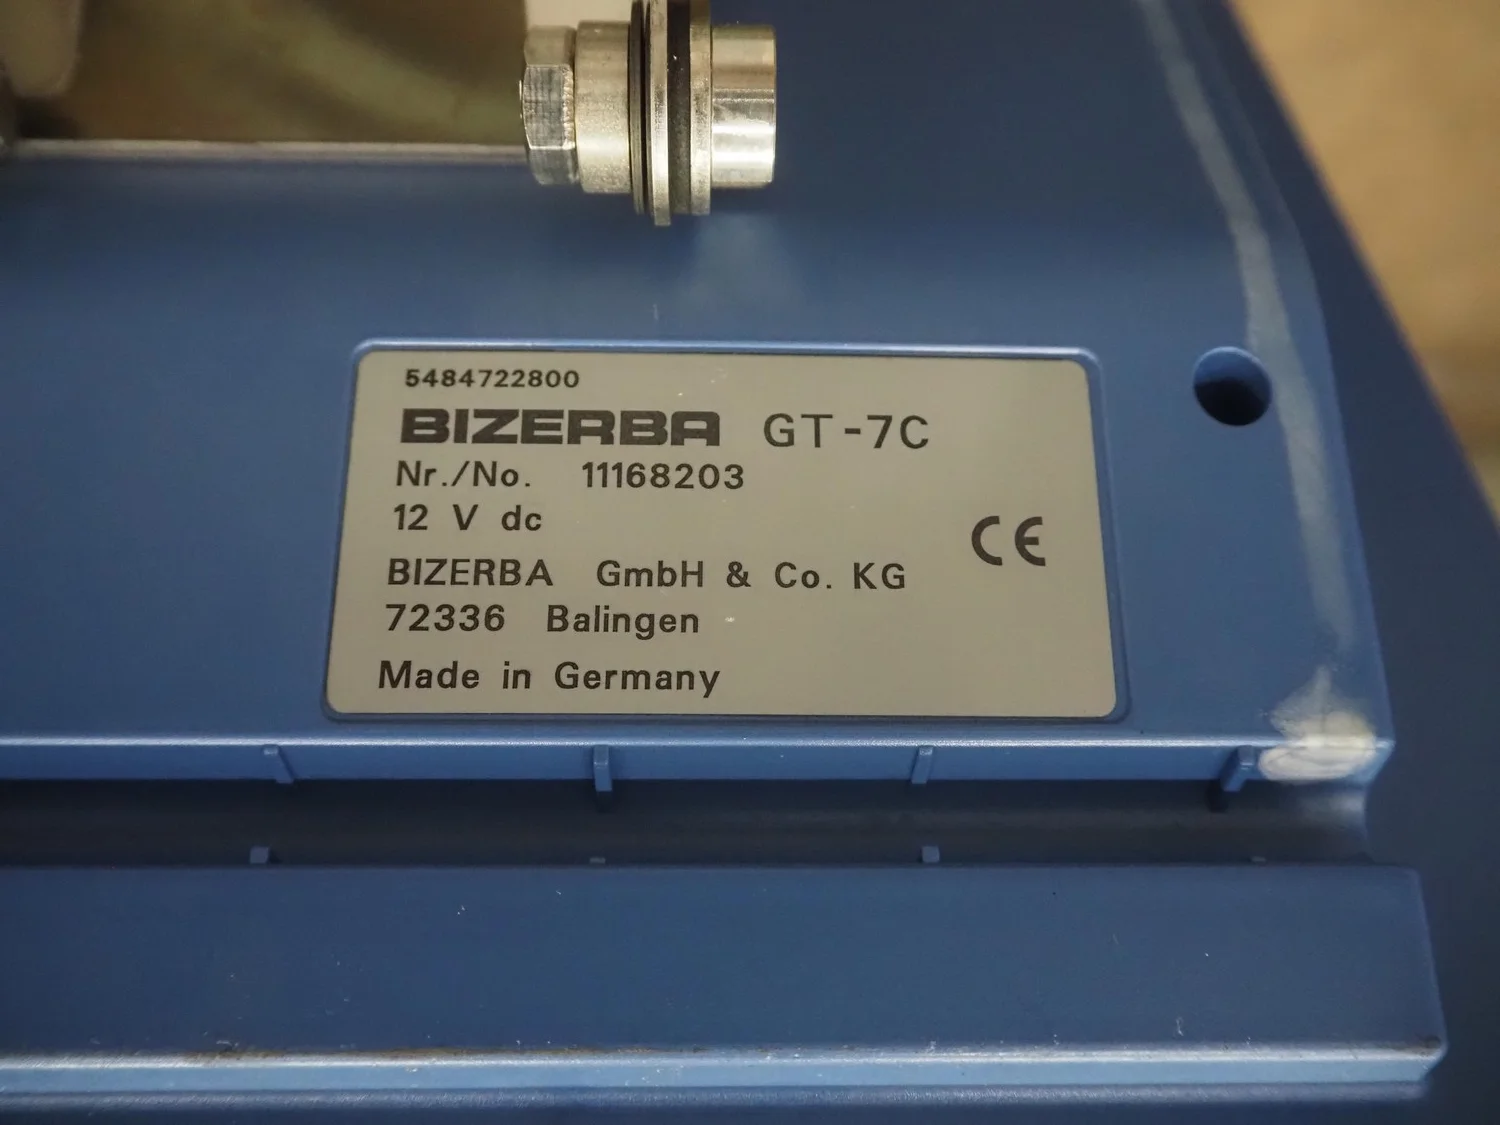 5484722800
BIZERBA GT-7C
Nr./No. 11168203
12 V dc
CE
BIZERBA GmbH & Co. KG
72336 Balingen
Made in Germany